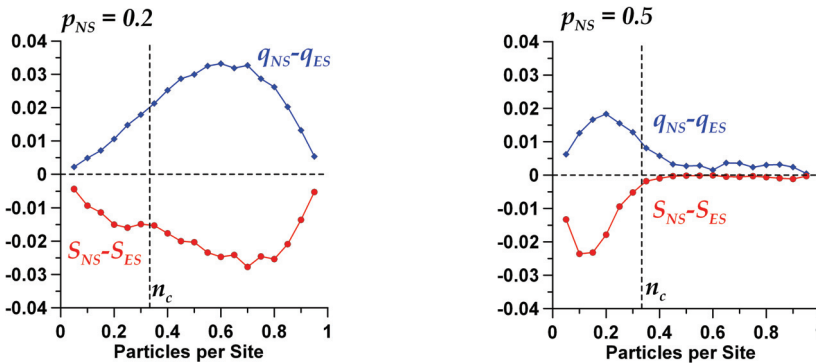 p_NS = 0.2
0.04
0.03
0.02
0.01
0
-0.01
-0.02
-0.03
-0.04
q_NS-q_ES
S_NS-S_ES
n_c
0 0.2 0.4 0.6 0.8 1
Particles per Site
p_NS = 0.5
0.04
0.03
0.02
0.01
0
-0.01
-0.02
-0.03
-0.04
q_NS-q_ES
S_NS-S_ES
n_c
0 0.2 0.4 0.6 0.8
Particles per Site